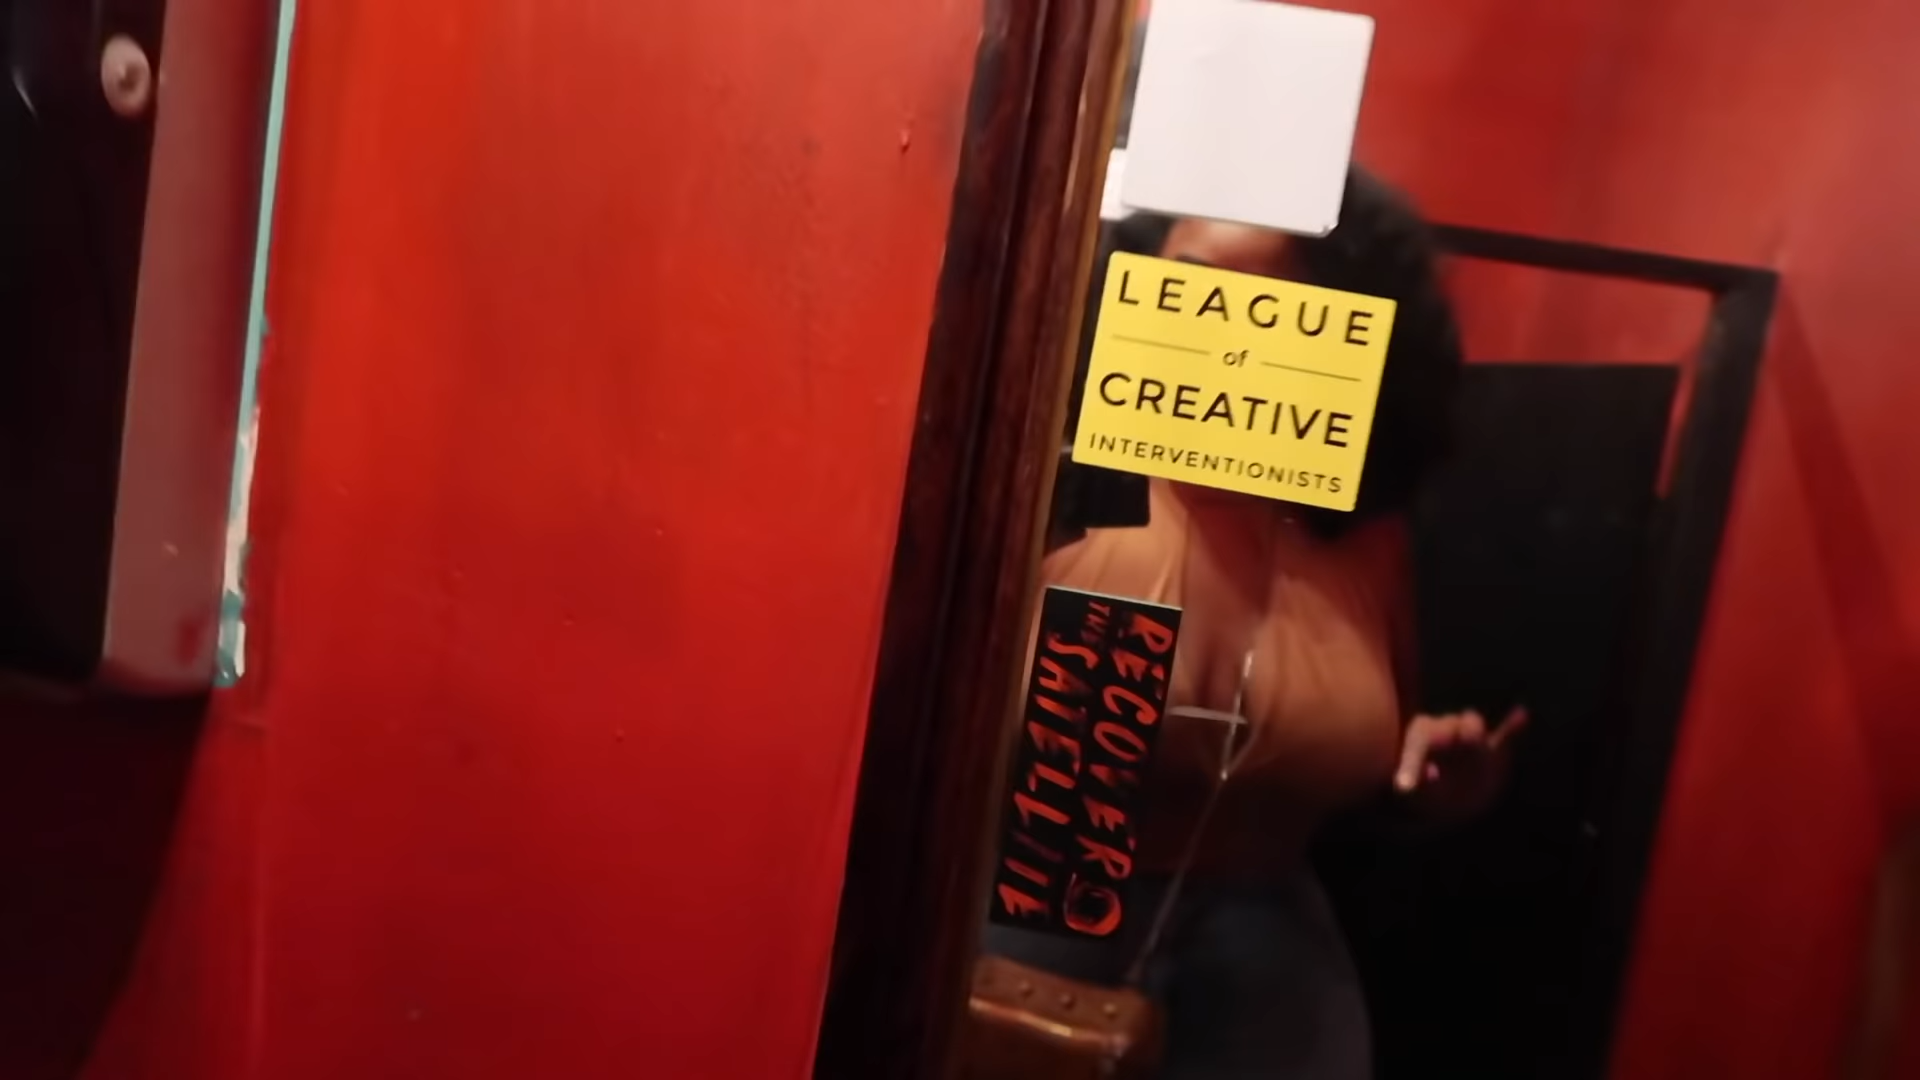 LEAGUE
of
CREATIVE
INTERVENTIONISTS
RECOVER
THE SATELLITE